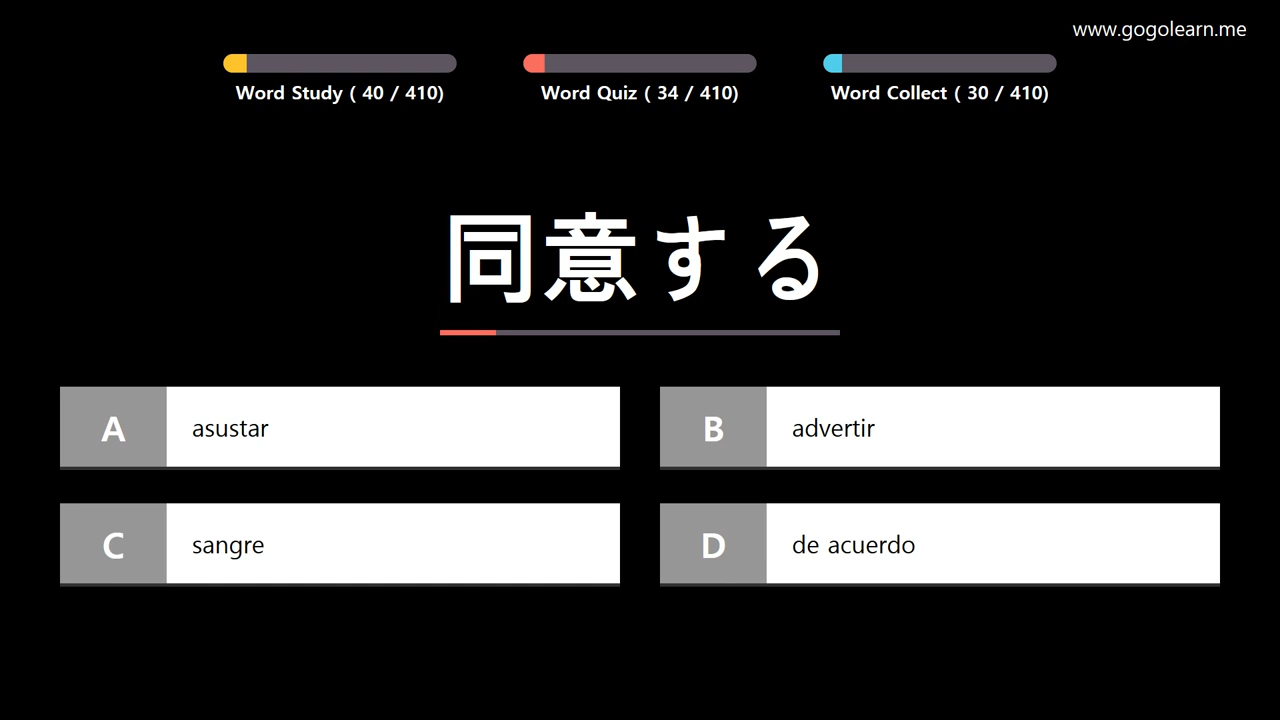 www.gogolearn.me
Word Study ( 40 / 410)
Word Quiz ( 34 / 410)
Word Collect ( 30 / 410)
同意する
A asustar
B advertir
C sangre
D de acuerdo